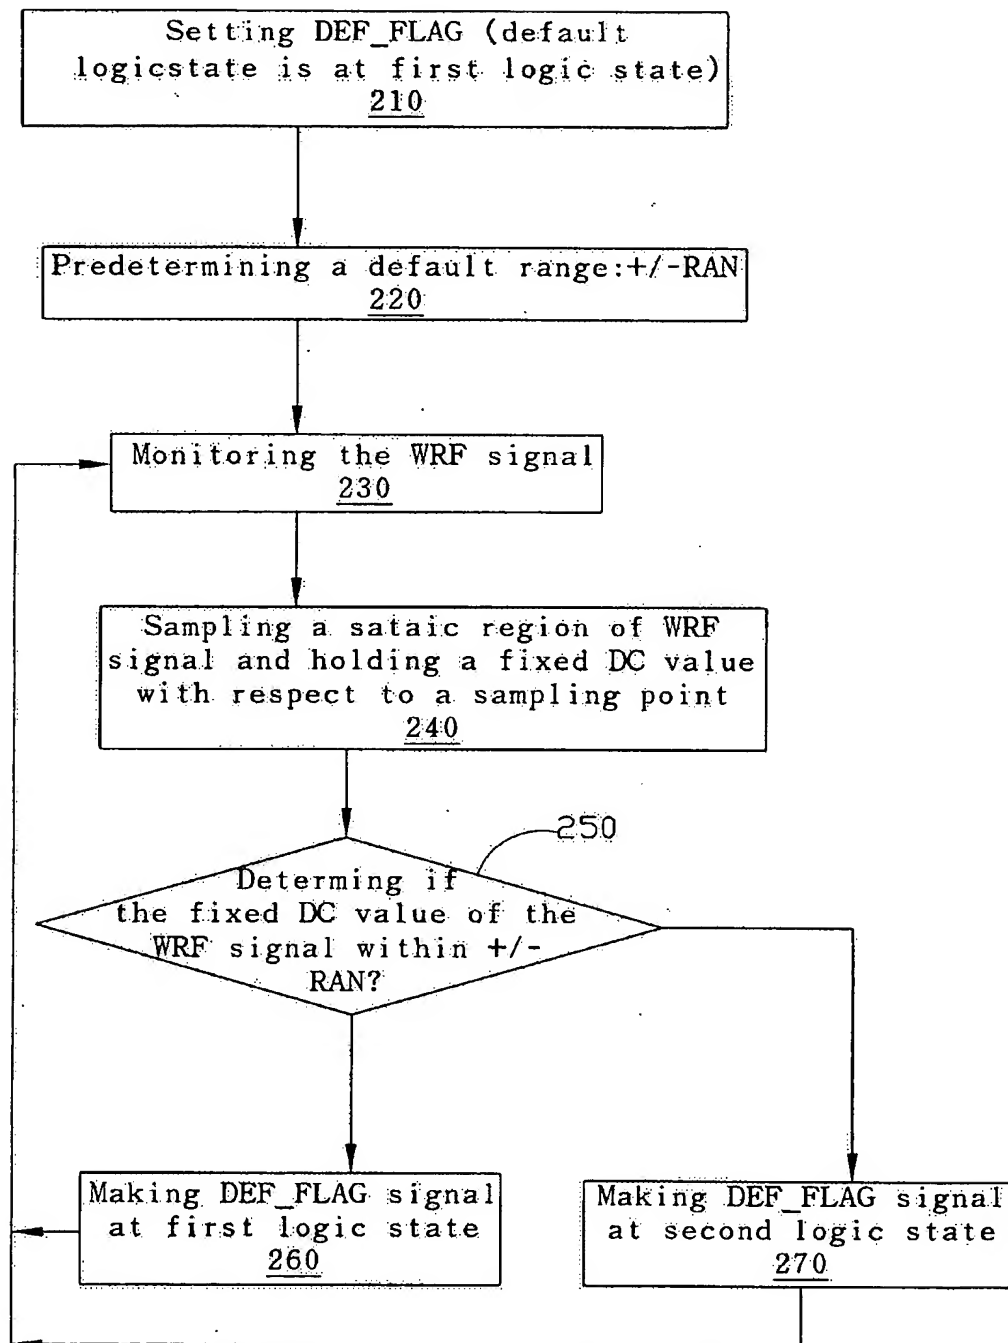 Setting DEF_FLAG (default
logicstate is at first logic state)
210
Predetermining a default range:+/-RAN
220
Monitoring the WRF signal
230
Sampling a sataic region of WRF
signal and holding a fixed DC value
with respect to a sampling point
240
250
Determing if
the fixed DC value of the
WRF signal within +/-
RAN?
Making DEF_FLAG signal
at first logic state
260
Making DEF_FLAG signal
at second logic state
270